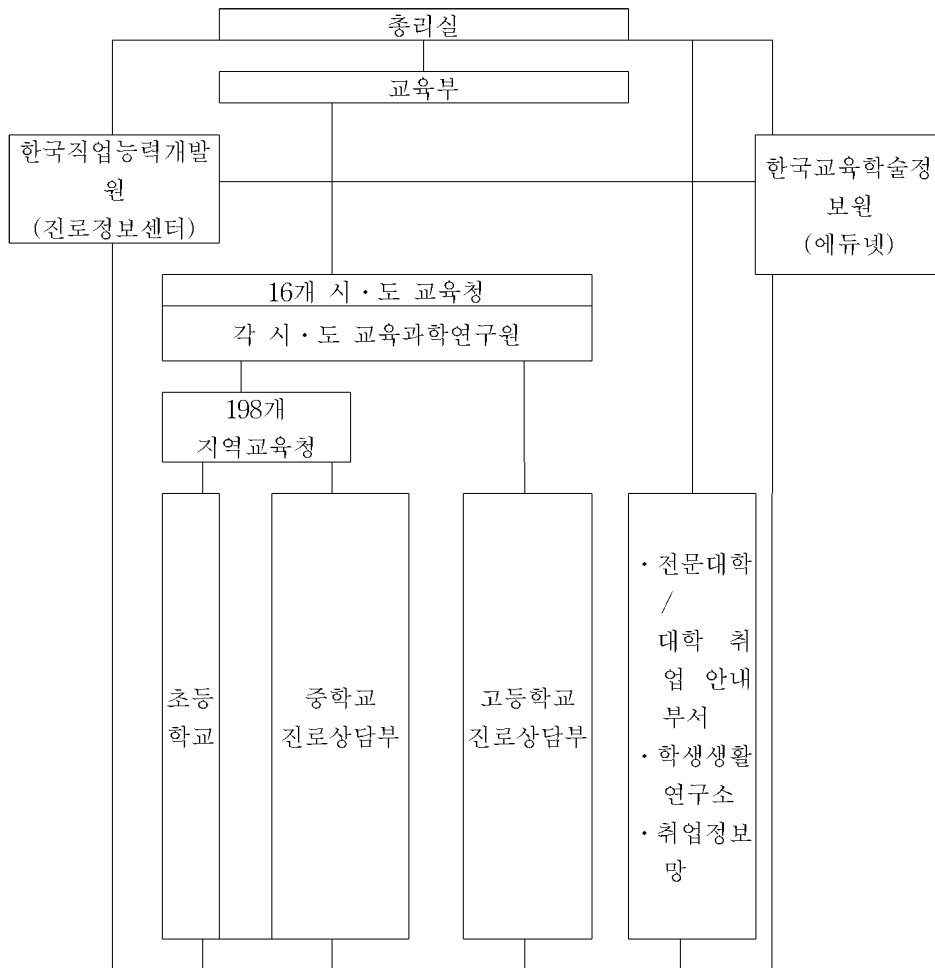 총리실
교육부
한국직업능력개발
원
(진로정보센터)
한국교육학술정
보원
(에듀넷)
16개 시·도 교육청
각 시·도 교육과학연구원
198개
지역교육청
초등
학교
중학교
진로상담부
고등학교
진로상담부
· 전문대학
/
대학 취
업 안내
부서
· 학생생활
연구소
· 취업정보
망